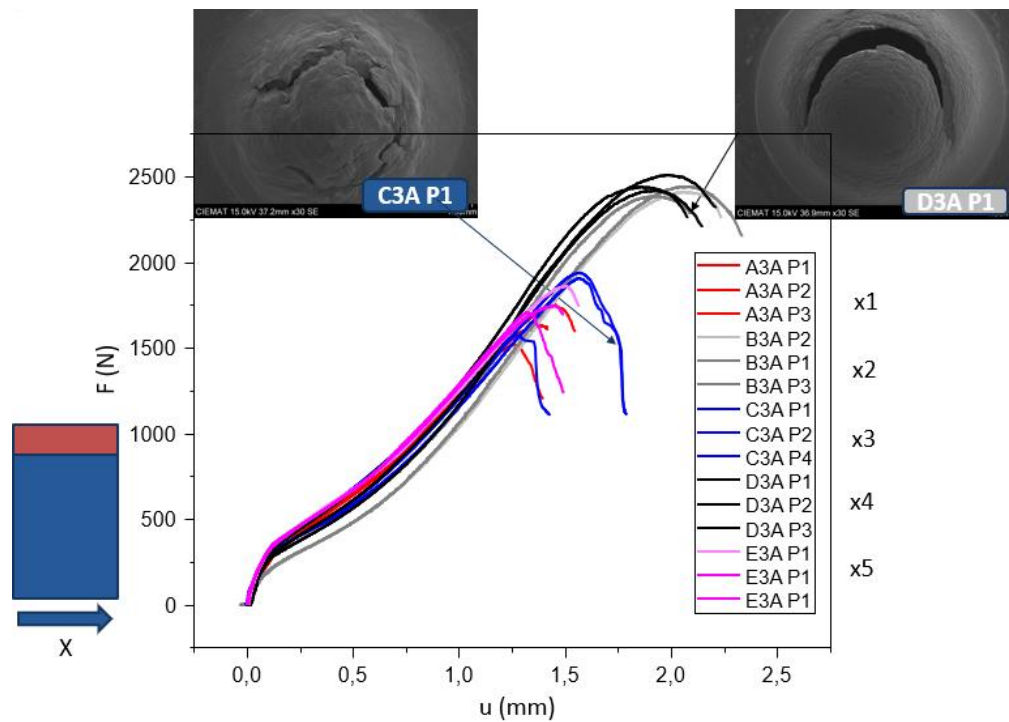 CIEMAT 15.0kV 37.2mm x30 SE
C3A P1
CIEMAT 15.0kV 36.9mm x30 SE
D3A P1
F (N)
2500
2000
1500
1000
500
0
A3A P1
A3A P2
A3A P3
B3A P2
B3A P1
B3A P3
C3A P1
C3A P2
C3A P4
D3A P1
D3A P2
D3A P3
E3A P1
E3A P1
E3A P1
x1
x2
x3
x4
x5
X
0,0
0,5
1,0
1,5
2,0
2,5
u (mm)